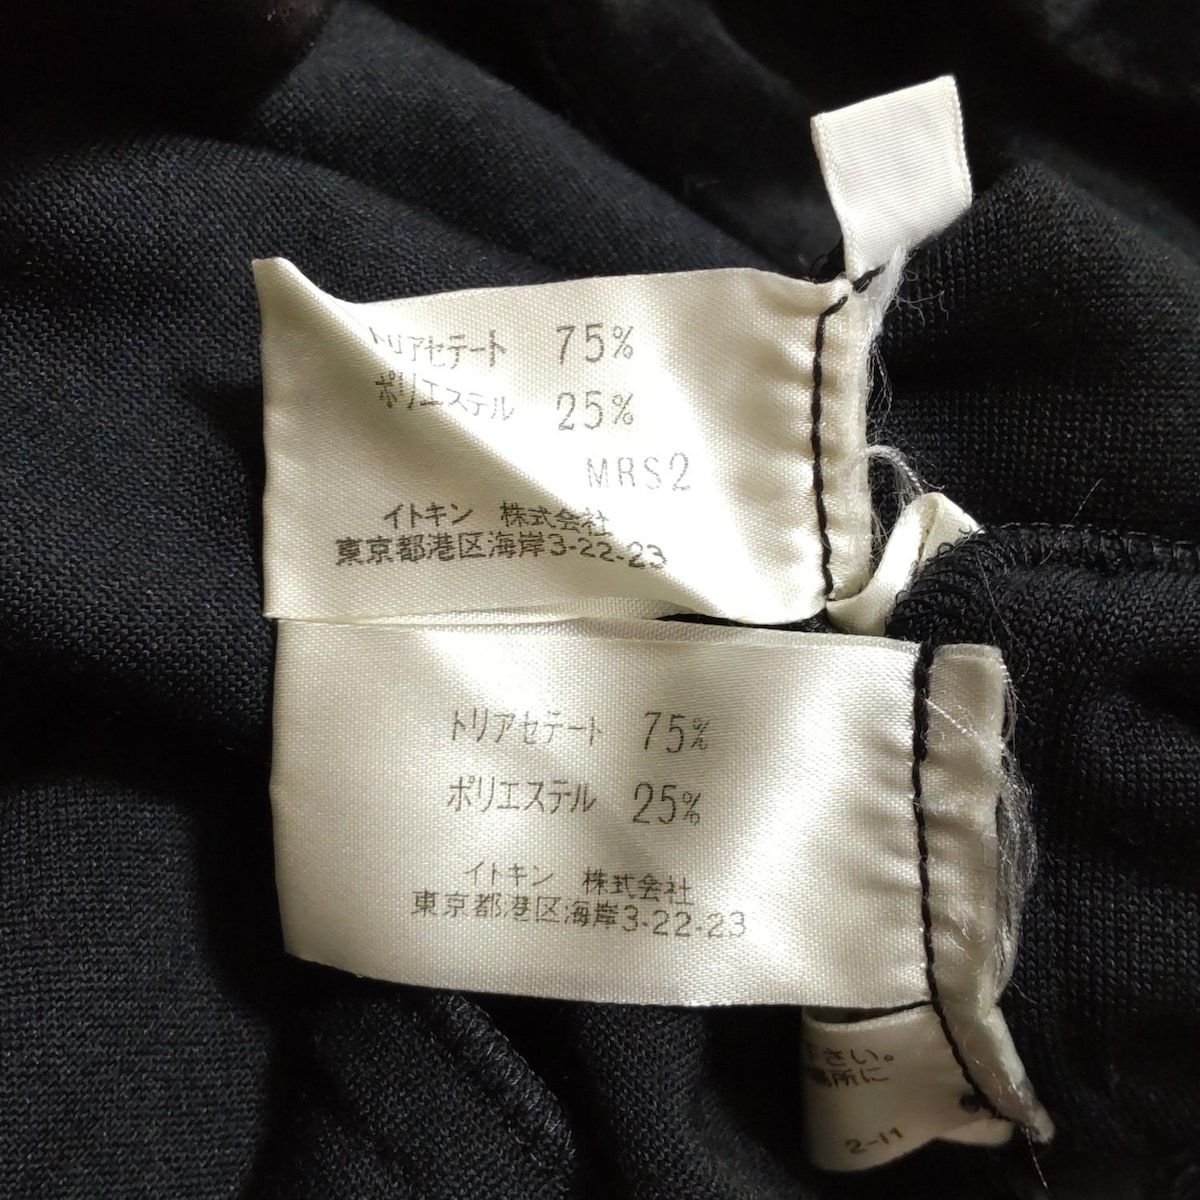 トリアセテート 75%
ポリエステル 25%
MRS2
イトキン 株式会社
東京都港区海岸3-22-23
トリアセテート 75%
ポリエステル 25%
イトキン 株式会社
東京都港区海岸3-22-23
さい。
場所に
2-11